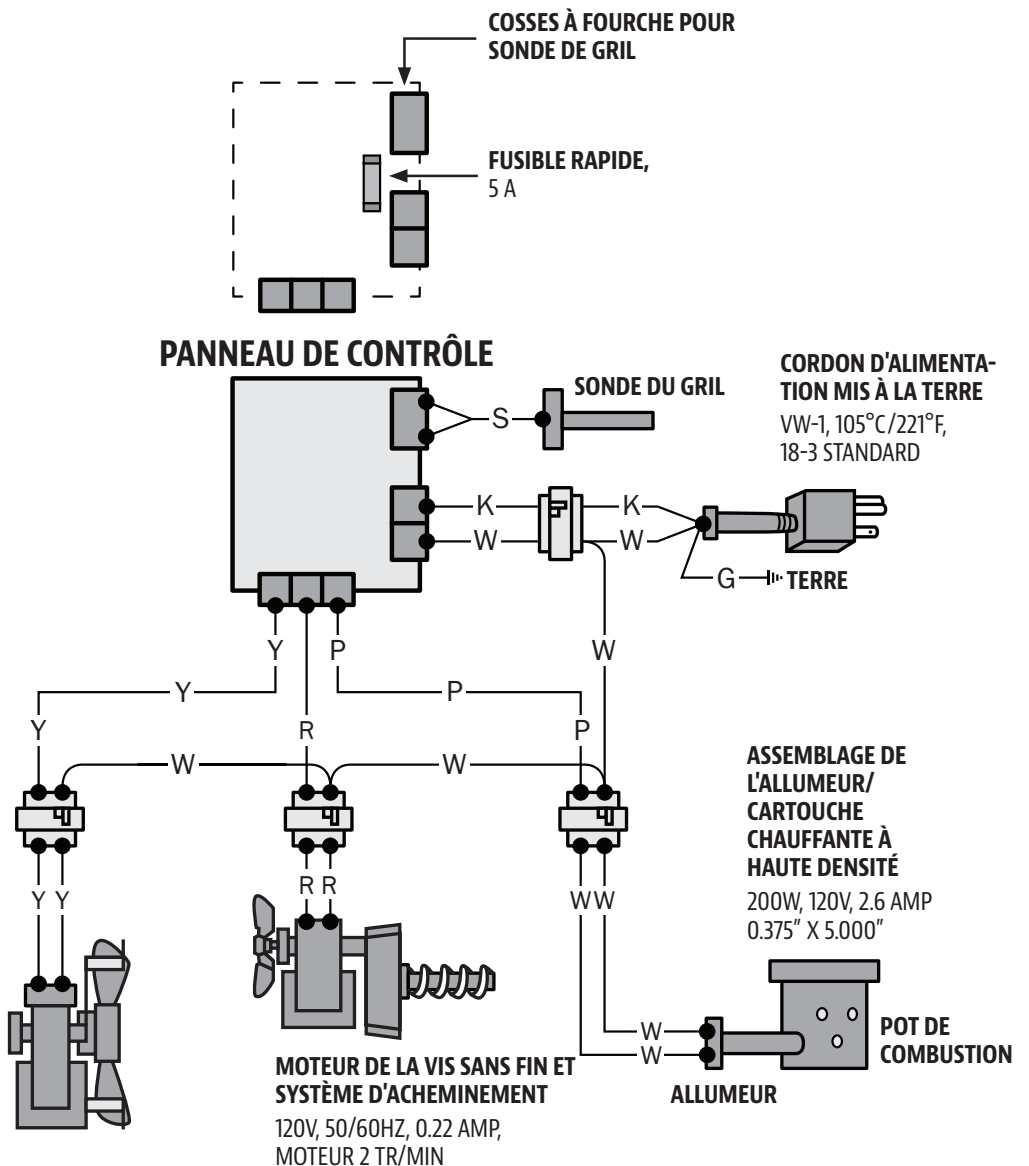 COSSES À FOURCHE POUR
SONDE DE GRIL
FUSIBLE RAPIDE,
5 A
PANNEAU DE CONTRÔLE
SONDE DU GRIL
CORDON D'ALIMENTA-
TION MIS À LA TERRE
VW-1, 105°C/221°F,
18-3 STANDARD
S
K K
W W
G TERRE
Y P W
Y P
Y R P
W W
ASSEMBLAGE DE
L'ALLUMEUR/
CARTOUCHE
CHAUFFANTE À
HAUTE DENSITÉ
200W, 120V, 2.6 AMP
0.375" X 5.000"
Y Y R R W W
W
W
POT DE
COMBUSTION
ALLUMEUR
MOTEUR DE LA VIS SANS FIN ET
SYSTÈME D'ACHEMINEMENT
120V, 50/60HZ, 0.22 AMP,
MOTEUR 2 TR/MIN